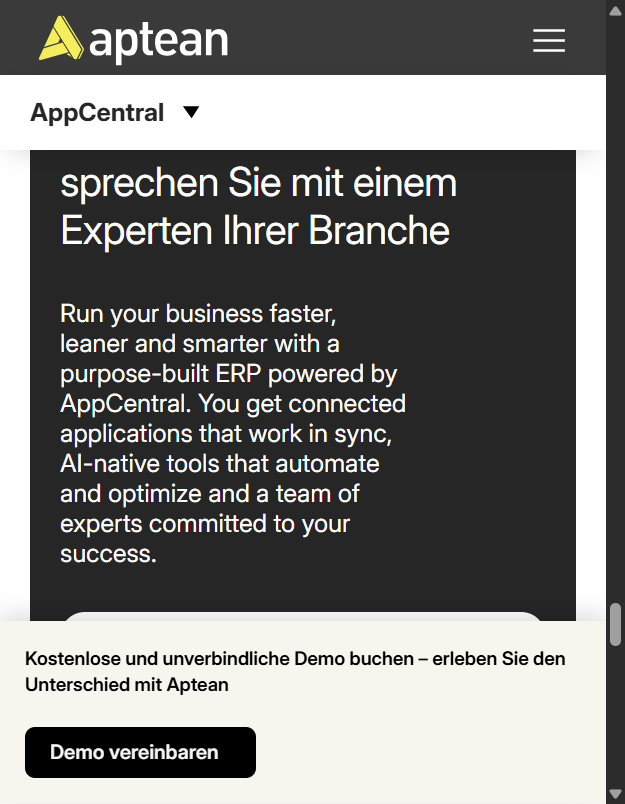 aptean
AppCentral
sprechen Sie mit einem
Experten Ihrer Branche
Run your business faster,
leaner and smarter with a
purpose-built ERP powered by
AppCentral. You get connected
applications that work in sync,
AI-native tools that automate
and optimize and a team of
experts committed to your
success.
Kostenlose und unverbindliche Demo buchen – erleben Sie den
Unterschied mit Aptean
Demo vereinbaren